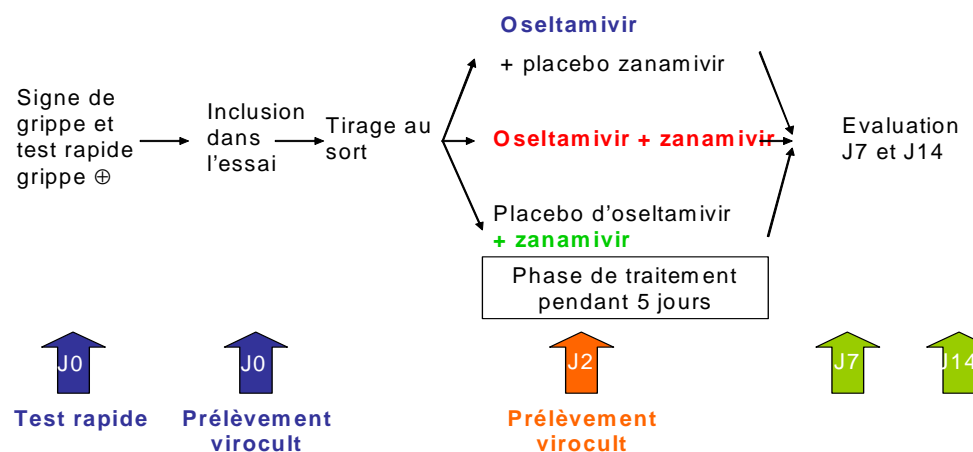 Signe de
grippe et
test rapide
grippe ⊕
Inclusion
dans
l'essai
Tirage au
sort
Oseltamivir
+ placebo zanamivir
Oseltamivir + zanamivir
Placebo d'oseltamivir
+ zanamivir
Phase de traitement
pendant 5 jours
Evaluation
J7 et J14
J0
J0
J2
J7
J14
Test rapide
Prélèvement
virocult
Prélèvement
virocult